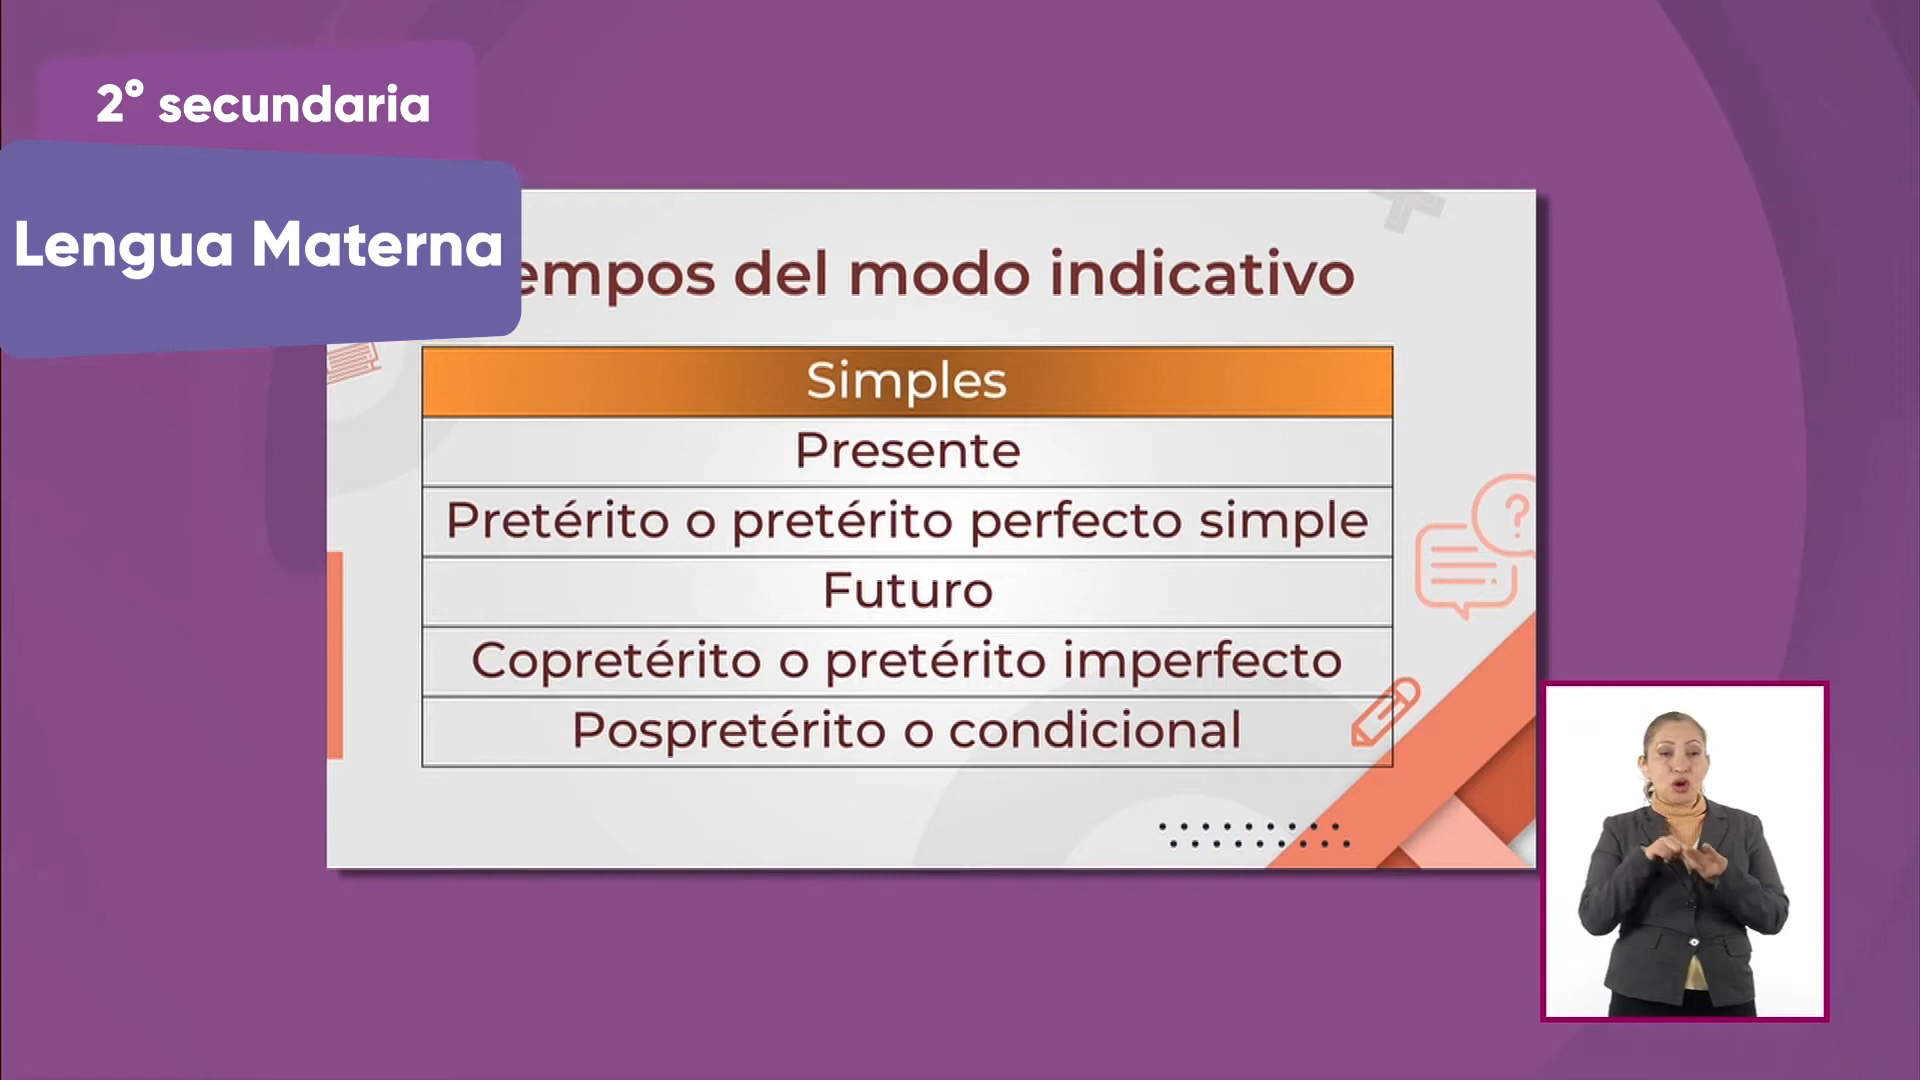 2° secundaria
Lengua Materna
empos del modo indicativo
Simples
Presente
Pretérito o pretérito perfecto simple
Futuro
Copretérito o pretérito imperfecto
Pospretérito o condicional